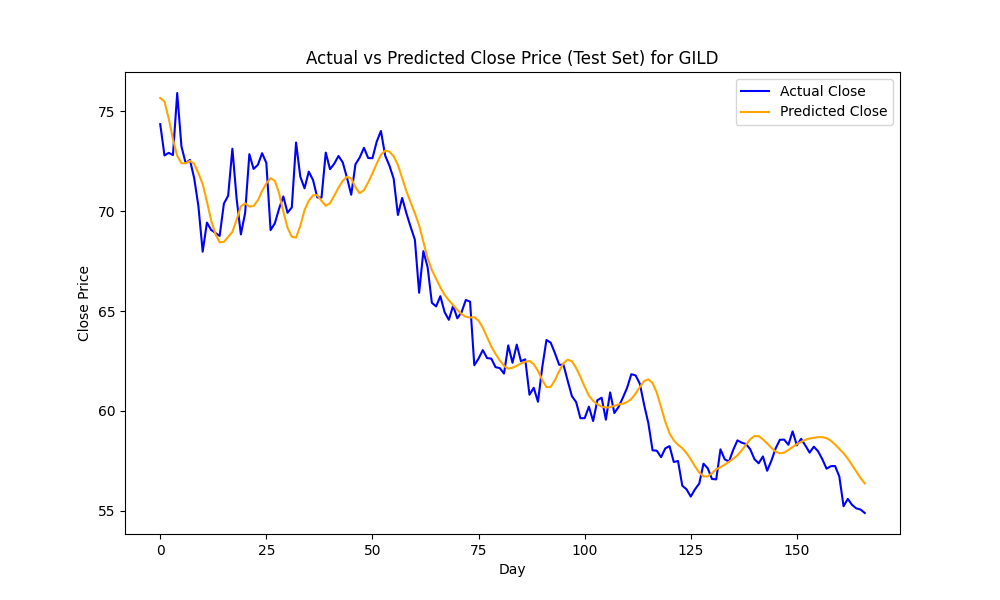 Actual vs Predicted Close Price (Test Set) for GILD
Actual Close
Predicted Close
Close Price
75
70
65
60
55
0 25 50 75 100 125 150
Day